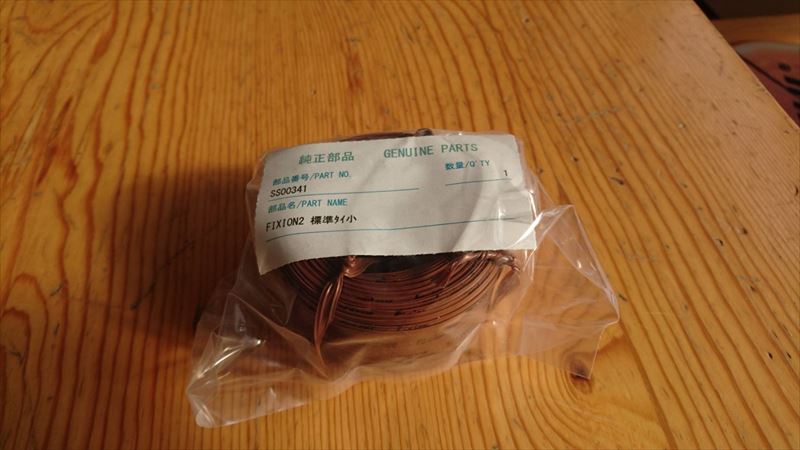 純正部品 GENUINE PARTS
部品番号/PART NO. 数量/Q'TY
SS00341 1
部品名/PART NAME
FIXION2 標準ﾀｲ小